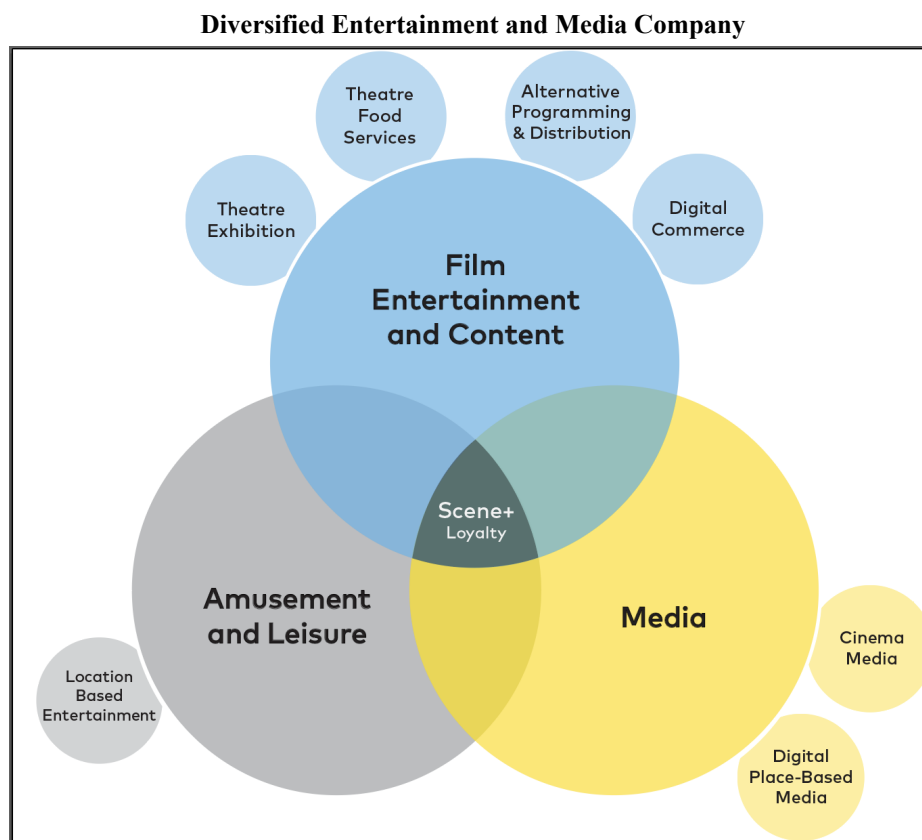 Diversified Entertainment and Media Company
Theatre
Food
Services
Alternative
Programming
& Distribution
Theatre
Exhibition
Digital
Commerce
Film
Entertainment
and Content
Scene+
Loyalty
Amusement
and Leisure
Media
Location
Based
Entertainment
Cinema
Media
Digital
Place-Based
Media